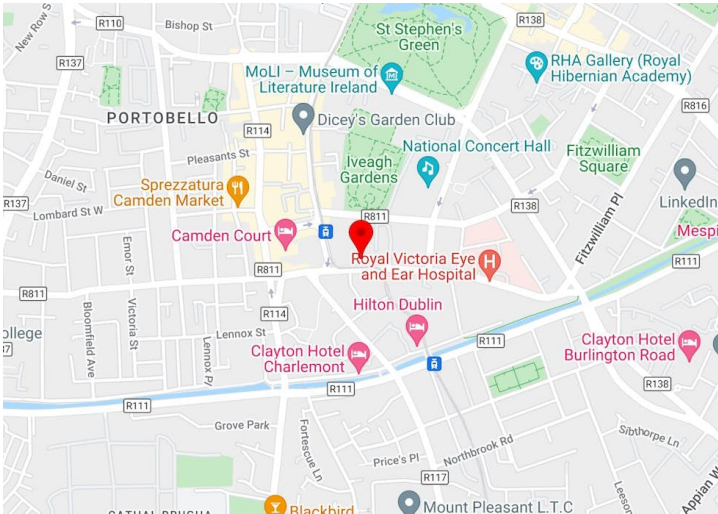 New Row S
R110
Bishop St
R138
St Stephen's
Green
R137
MoLI – Museum of
Literature Ireland
RHA Gallery (Royal
Hibernian Academy)
R816
PORTOBELLO
R114
Dicey's Garden Club
Pleasants St
National Concert Hall
Iveagh
Gardens
Fitzwilliam
Square
Daniel St
Sprezzatura
Camden Market
R137
Lombard St W
LinkedIn
R138
R811
Fitzwilliam Pl
Mespi
Camden Court
Royal Victoria Eye
and Ear Hospital
H
R111
R811
R811
Emor St
Victoria St
Bloomfield Ave
Hilton Dublin
R114
Lennox St
Lennox Pl
ollege
37
R111
Clayton Hotel
Charlemont
Clayton Hotel
Burlington Road
R138
R111
R111
Grove Park
Fortescue Ln
Northbrook Rd
Sibthorpe Ln
Price's Pl
R117
Leeson
Appian W
Blackbird
Mount Pleasant L.T.C